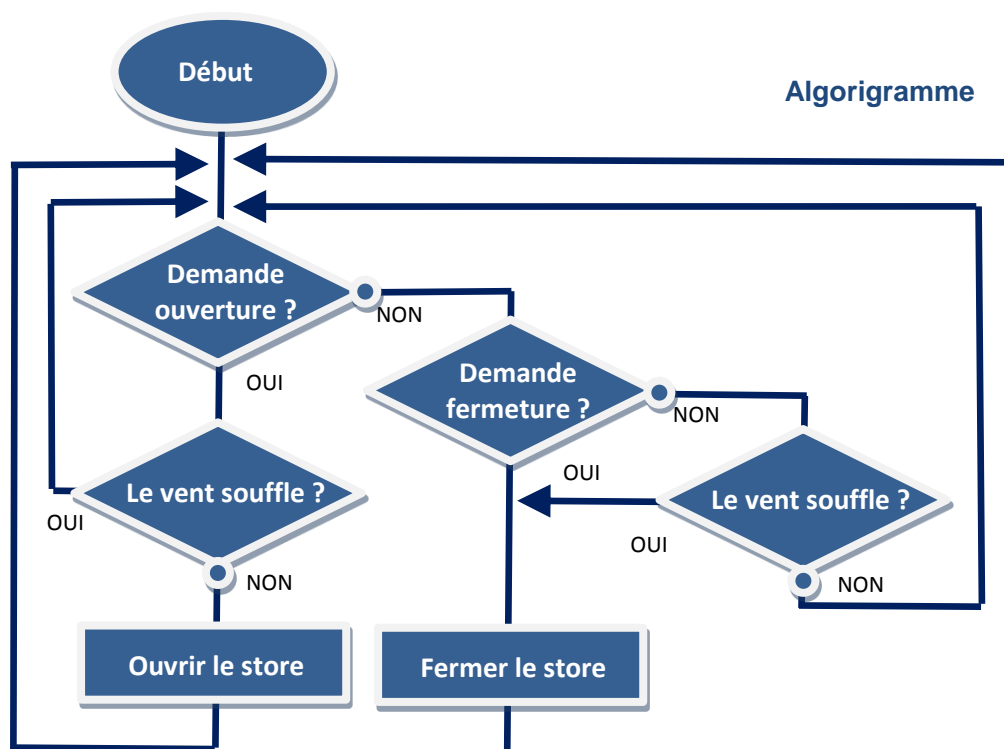 Début
Algorigramme
Demande
ouverture ?
NON
OUI
Demande
fermeture ?
NON
OUI
Le vent souffle ?
OUI
NON
Le vent souffle ?
OUI
NON
Ouvrir le store
Fermer le store